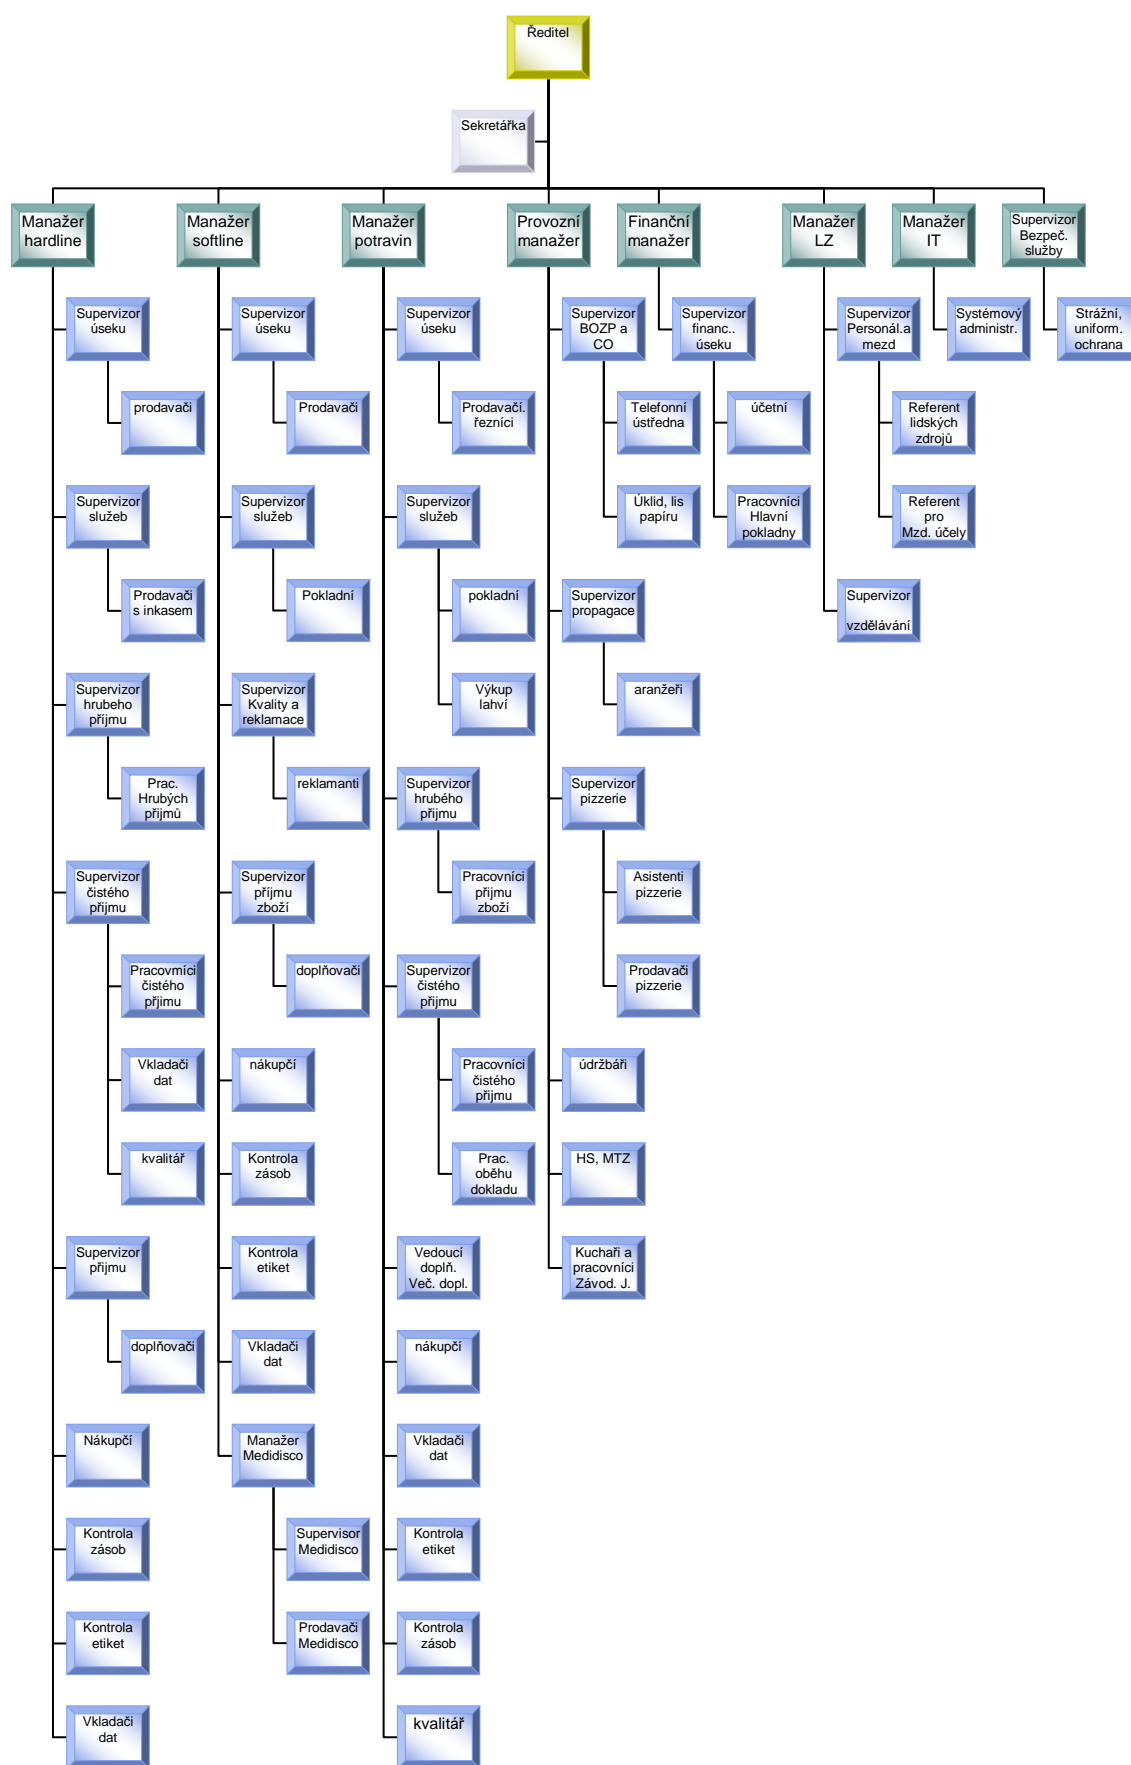 Ředitel
Sekretářka
Manažer
hardline
Manažer
softline
Manažer
potravin
Provozní
manažer
Finanční
manažer
Manažer
LZ
Manažer
IT
Supervizor
Bezpeč.
služby
Supervizor
úseku
Supervizor
úseku
Supervizor
úseku
Supervizor
BOZP a
CO
Supervizor
financ..
úseku
Supervizor
Personál.a
mezd
Systémový
administr.
Strážní,
uniform.
ochrana
prodavači
Prodavači
Prodavačí.
řezníci
Telefonní
ústředna
účetní
Referent
lidských
zdrojů
Supervizor
služeb
Supervizor
služeb
Supervizor
služeb
Úklid, lis
papíru
Pracovníci
Hlavní
pokladny
Referent
pro
Mzd. účely
Prodavači
s inkasem
Pokladní
pokladní
Supervizor
propagace
Supervizor
vzdělávání
Supervizor
hrubeho
příjmu
Supervizor
Kvality a
reklamace
Výkup
lahví
aranžeři
Prac.
Hrubých
přijmů
reklamanti
Supervizor
hrubého
přijmu
Supervizor
pizzerie
Supervizor
čistého
přijmu
Supervizor
příjmu
zboží
Pracovníci
přijmu
zboží
Asistenti
pizzerie
Pracovmíci
čistého
přjimu
doplňovači
Supervizor
čistého
přijmu
Prodavači
pizzerie
Vkladači
dat
nákupčí
Pracovníci
čistého
přijmu
údržbáři
kvalitář
Kontrola
zásob
Prac.
oběhu
dokladu
HS, MTZ
Supervizor
přijmu
Kontrola
etiket
Vedoucí
doplň.
Več. dopl.
Kuchaři a
pracovníci
Závod. J.
doplňovači
Vkladači
dat
nákupčí
Nákupčí
Manažer
Medidisco
Vkladači
dat
Kontrola
zásob
Supervisor
Medidisco
Kontrola
etiket
Kontrola
etiket
Prodavači
Medidisco
Kontrola
zásob
Vkladači
dat
kvalitář